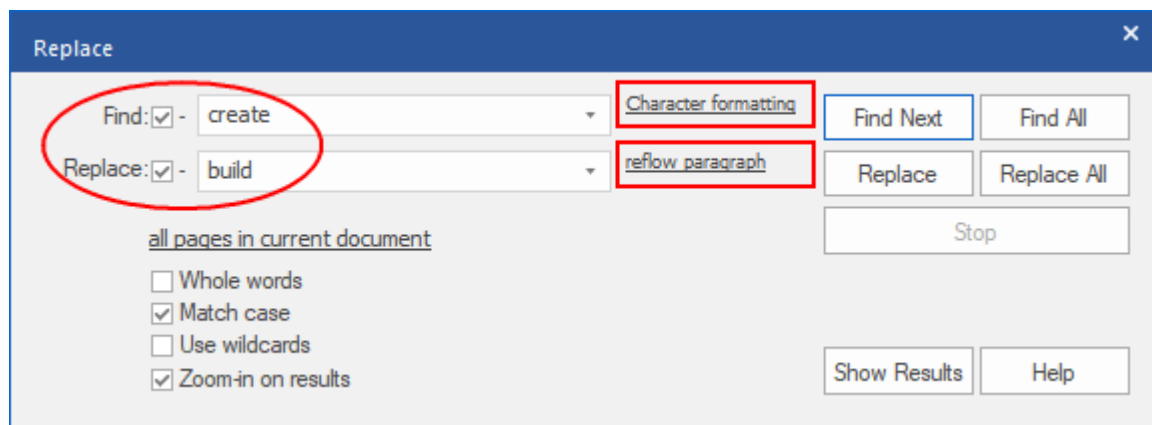 Replace
Find: - create Character formatting Find Next Find All
Replace: - build reflow paragraph Replace Replace All
all pages in current document Stop
Whole words
Match case
Use wildcards
Zoom-in on results Show Results Help